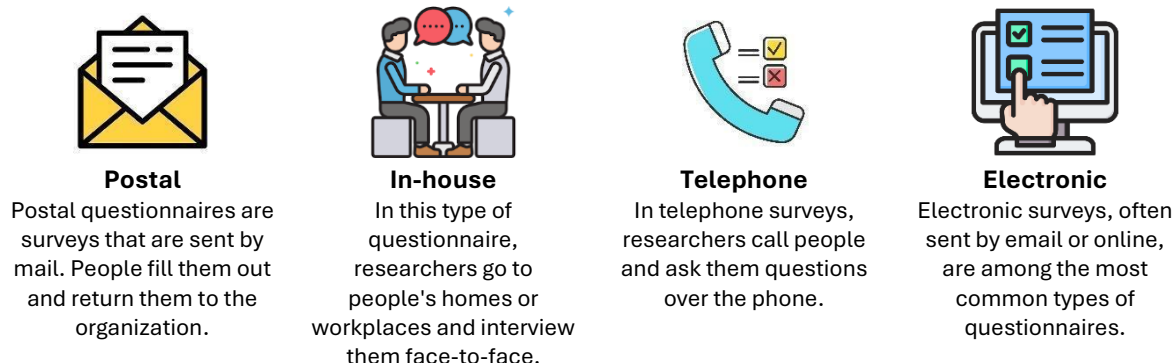 Postal
Postal questionnaires are
surveys that are sent by
mail. People fill them out
and return them to the
organization.
In-house
In this type of
questionnaire,
researchers go to
people's homes or
workplaces and interview
them face-to-face.
Telephone
In telephone surveys,
researchers call people
and ask them questions
over the phone.
Electronic
Electronic surveys, often
sent by email or online,
are among the most
common types of
questionnaires.